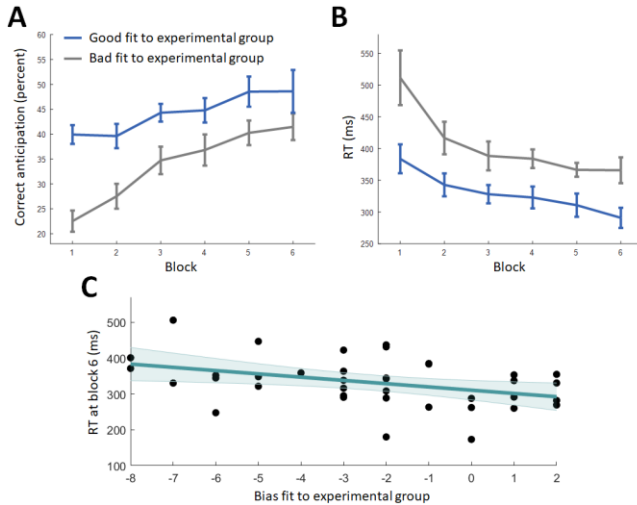 A
Good fit to experimental group
Bad fit to experimental group
Correct anticipation (percent)
60
55
50
45
40
35
30
25
20
1 2 3 4 5 6
Block
B
RT (ms)
550
500
450
400
350
300
250
1 2 3 4 5 6
Block
C
RT at block 6 (ms)
500
400
300
200
100
-8 -7 -6 -5 -4 -3 -2 -1 0 1 2
Bias fit to experimental group